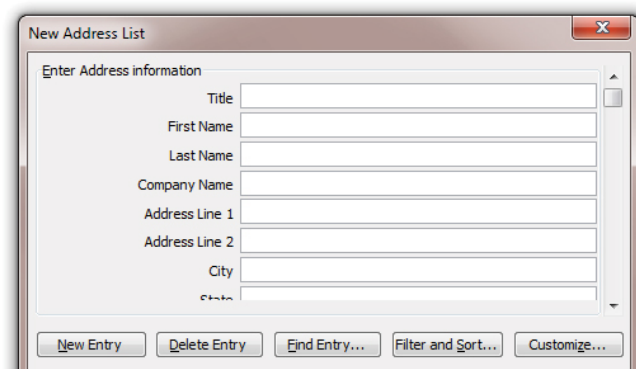 New Address List
Enter Address information
Title
First Name
Last Name
Company Name
Address Line 1
Address Line 2
City
State
New Entry Delete Entry Find Entry... Filter and Sort... Customize...